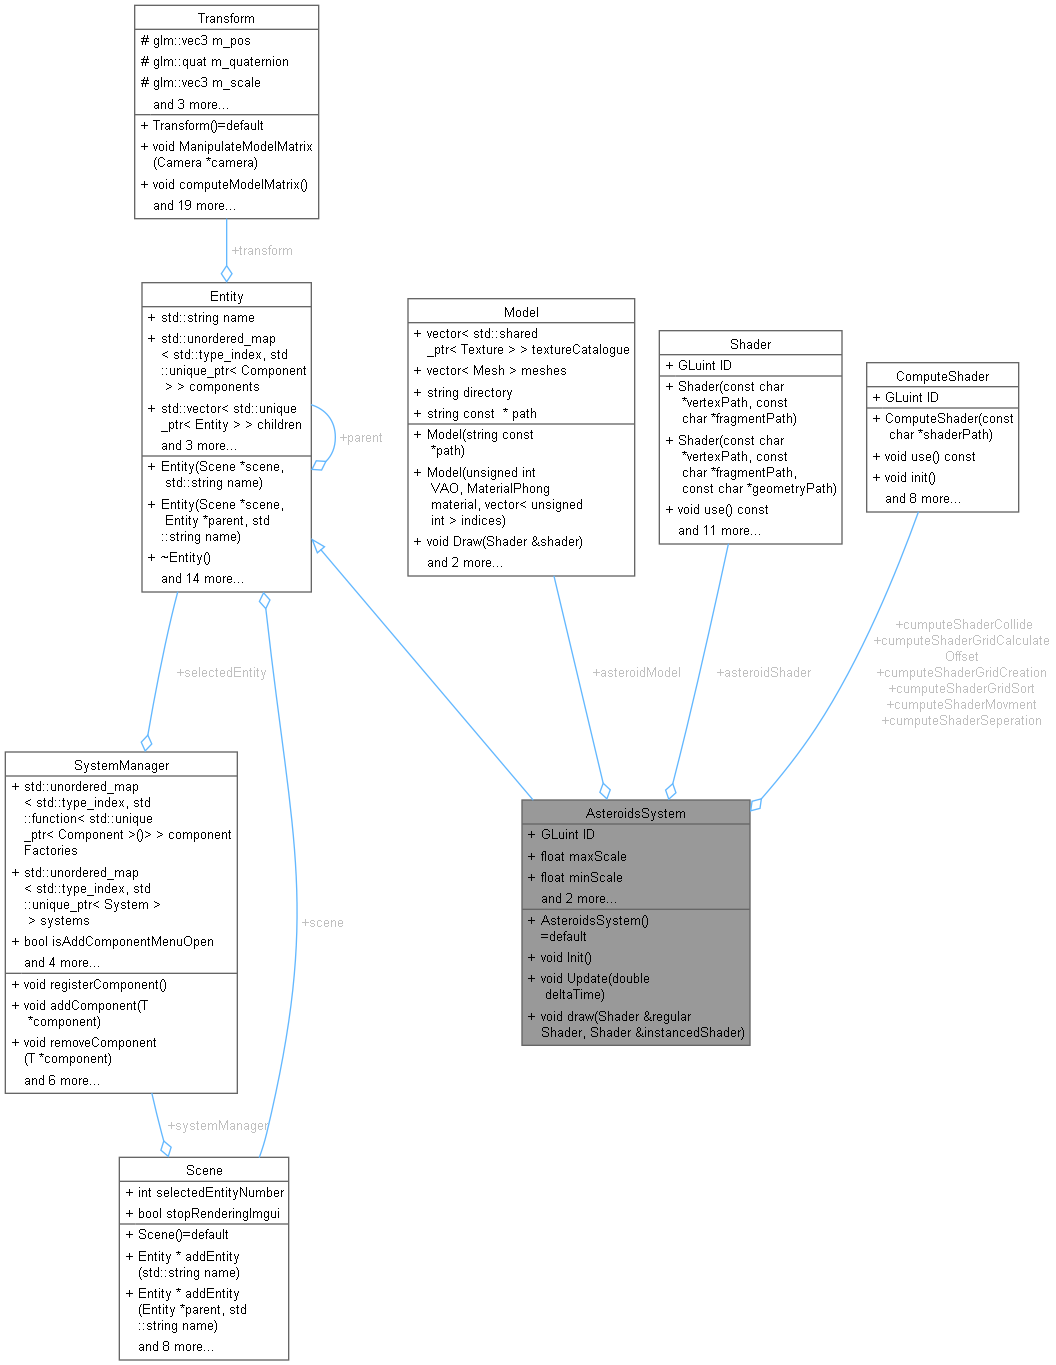 Transform
# glm::vec3 m_pos
# glm::quat m_quaternion
# glm::vec3 m_scale
and 3 more...
+ Transform()=default
+ void ManipulateModelMatrix
(Camera *camera)
+ void computeModelMatrix()
and 19 more...
+transform
Entity
+ std::string name
+ std::unordered_map
< std::type_index, std
::unique_ptr< Component
> > components
+ std::vector< std::unique
_ptr< Entity > > children
and 3 more...
+ Entity(Scene *scene,
std::string name)
+ Entity(Scene *scene,
Entity *parent, std
::string name)
+ ~Entity()
and 14 more...
+parent
Model
+ vector< std::shared
_ptr< Texture > > textureCatalogue
+ vector< Mesh > meshes
+ string directory
+ string const * path
+ Model(string const
*path)
+ Model(unsigned int
VAO, MaterialPhong
material, vector< unsigned
int > indices)
+ void Draw(Shader &shader)
and 2 more...
Shader
+ GLuint ID
+ Shader(const char
*vertexPath, const
char *fragmentPath)
+ Shader(const char
*vertexPath, const
char *fragmentPath,
const char *geometryPath)
+ void use() const
and 11 more...
ComputeShader
+ GLuint ID
+ ComputeShader(const
char *shaderPath)
+ void use() const
+ void init()
and 8 more...
+selectedEntity
+asteroidModel
+asteroidShader
+cumputeShaderCollide
+cumputeShaderGridCalculate
Offset
+cumputeShaderGridCreation
+cumputeShaderGridSort
+cumputeShaderMovment
+cumputeShaderSeperation
SystemManager
+ std::unordered_map
< std::type_index, std
::function< std::unique
_ptr< Component >()> > component
Factories
+ std::unordered_map
< std::type_index, std
::unique_ptr< System >
> systems
+ bool isAddComponentMenuOpen
and 4 more...
+ void registerComponent()
+ void addComponent(T
*component)
+ void removeComponent
(T *component)
and 6 more...
+scene
AsteroidsSystem
+ GLuint ID
+ float maxScale
+ float minScale
and 2 more...
+ AsteroidsSystem()
=default
+ void Init()
+ void Update(double
deltaTime)
+ void draw(Shader &regular
Shader, Shader &instancedShader)
+systemManager
Scene
+ int selectedEntityNumber
+ bool stopRenderingImgui
+ Scene()=default
+ Entity * addEntity
(std::string name)
+ Entity * addEntity
(Entity *parent, std
::string name)
and 8 more...